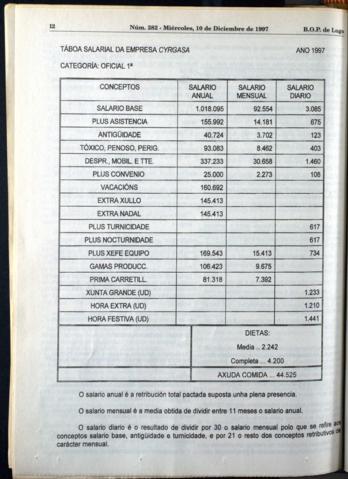 12 Núm. 282 - Miércoles, 10 de Diciembre de 1997 B.O.P. de Lugo
TÁBOA SALARIAL DA EMPRESA CYRGASA ANO 1997
CATEGORÍA: OFICIAL 1ª
CONCEPTOS SALARIO ANUAL SALARIO MENSUAL SALARIO DIARIO
SALARIO BASE 1.018.095 92.554 3.085
PLUS ASISTENCIA 155.992 14.181 675
ANTIGÜIDADE 40.724 3.702 123
TÓXICO, PENOSO, PERIG. 93.083 8.462 403
DESPR., MOBIL. E TTE. 337.233 30.658 1.460
PLUS CONVENIO 25.000 2.273 108
VACACIÓNS 160.692
EXTRA XULLO 145.413
EXTRA NADAL 145.413
PLUS TURNICIDADE 617
PLUS NOCTURNIDADE 617
PLUS XEFE EQUIPO 169.543 15.413 734
GAMAS PRODUCC. 106.423 9.675
PRIMA CARRETILL. 81.318 7.392
XUNTA GRANDE (UD) 1.233
HORA EXTRA (UD) 1.210
HORA FESTIVA (UD) 1.441
DIETAS:
Media .. 2.242
Completa ... 4.200
AXUDA COMIDA ... 44.525
O salario anual é a retribución total pactada suposta unha plena presencia.
O salario mensual é a media obtida de dividir entre 11 meses o salario anual.
O salario diario é o resultado de dividir por 30 o salario mensual polo que se refire aos
conceptos salario base, antigüidade e turnicidade, e por 21 o resto dos conceptos retributivos de
carácter mensual.